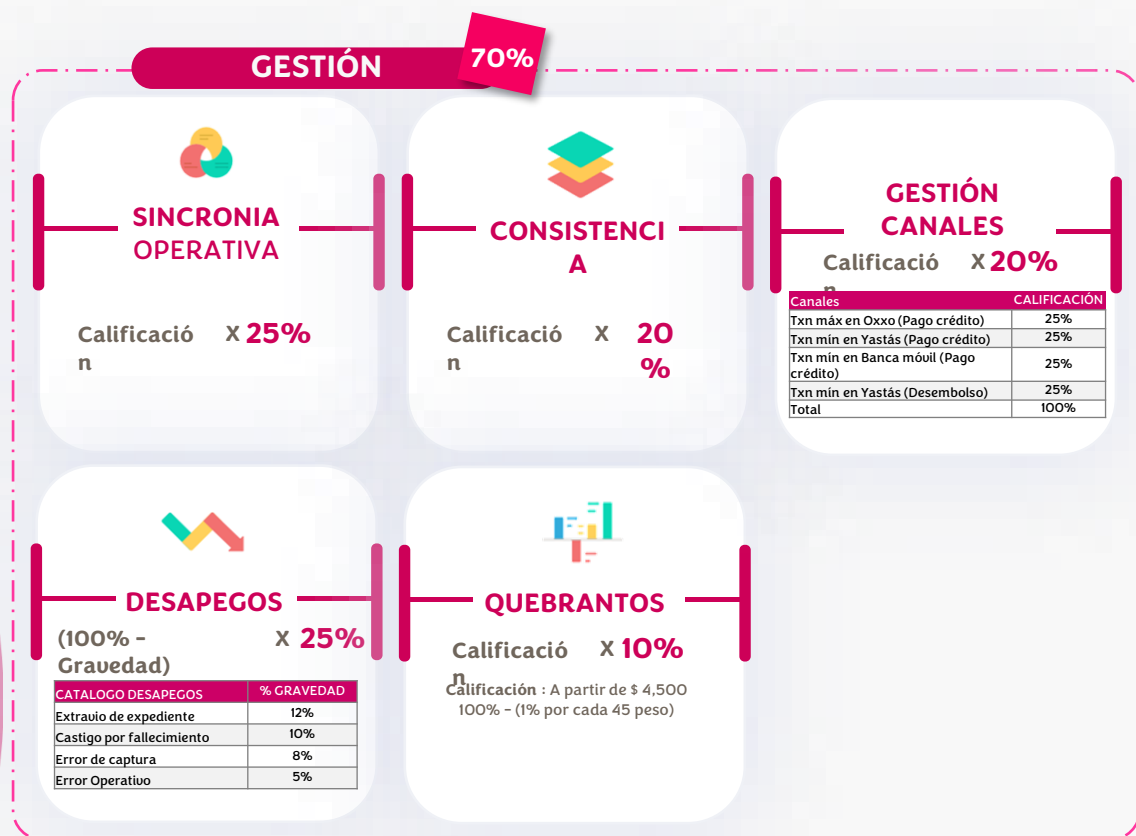 GESTIÓN
70%
SINCRONIA
OPERATIVA
Calificació
n
X 25%
CONSISTENCI
A
Calificació
n
X
20
%
GESTIÓN
CANALES
Calificació
n
X 20%
Canales CALIFICACIÓN
Txn máx en Oxxo (Pago crédito) 25%
Txn mín en Yastás (Pago crédito) 25%
Txn mín en Banca móvil (Pago
crédito) 25%
Txn mín en Yastás (Desembolso) 25%
Total 100%
DESAPEGOS
(100% -
Gravedad)
X 25%
CATALOGO DESAPEGOS % GRAVEDAD
Extravio de expediente 12%
Castigo por fallecimiento 10%
Error de captura 8%
Error Operativo 5%
QUEBRANTOS
Calificació
n
X 10%
Calificación : A partir de $ 4,500
100% - (1% por cada 45 peso)